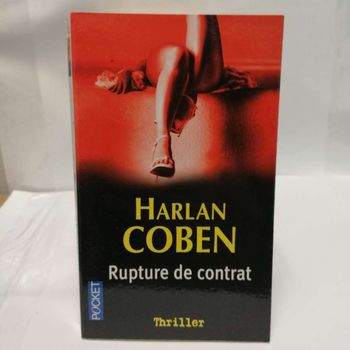 HARLAN
COBEN
Rupture de contrat
POCKET
Thriller